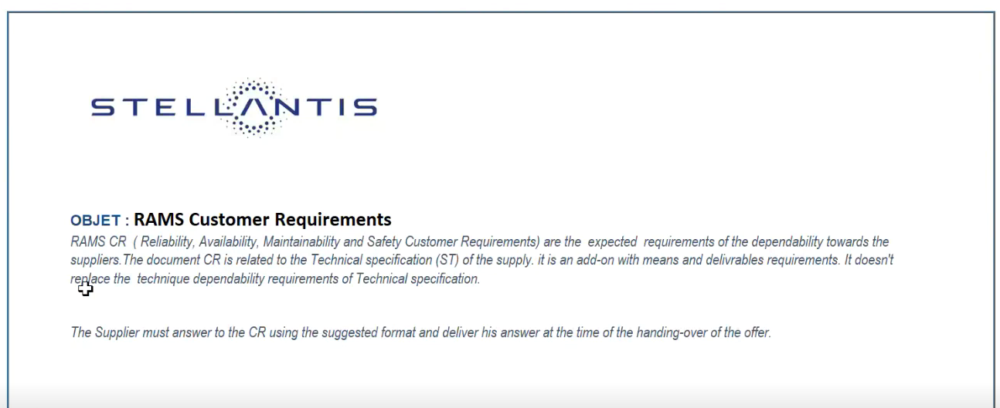 STELLANTIS
OBJET : RAMS Customer Requirements
RAMS CR ( Reliability, Availability, Maintainability and Safety Customer Requirements) are the expected requirements of the dependability towards the
suppliers.The document CR is related to the Technical specification (ST) of the supply. it is an add-on with means and delivrables requirements. It doesn't
replace the technique dependability requirements of Technical specification.
The Supplier must answer to the CR using the suggested format and deliver his answer at the time of the handing-over of the offer.